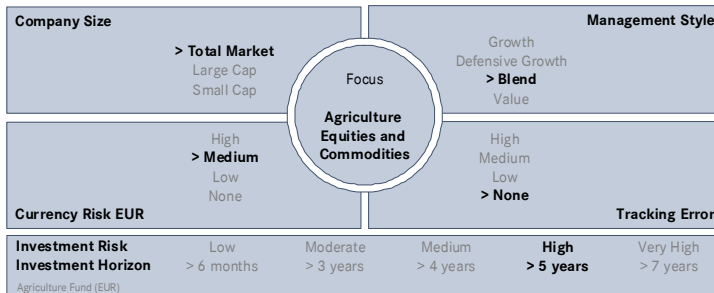 Company Size
> Total Market
Large Cap
Small Cap
Management Style
Growth
Defensive Growth
> Blend
Value
Focus
Agriculture
Equities and
Commodities
High
> Medium
Low
None
Currency Risk EUR
High
Medium
Low
> None
Tracking Error
Investment Risk Low Moderate Medium High Very High
Investment Horizon > 6 months > 3 years > 4 years > 5 years > 7 years
Agriculture Fund (EUR)